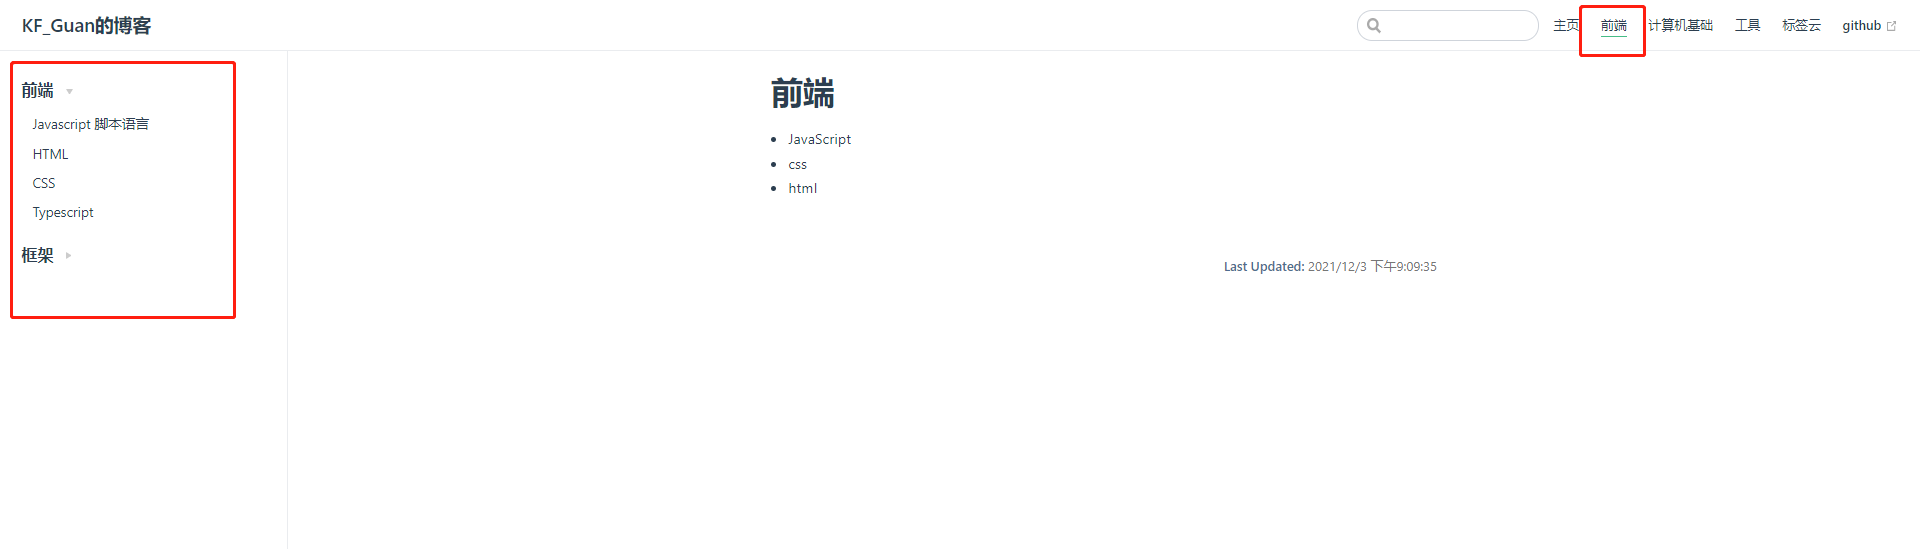 KF_Guan的博客
主页 前端 计算机基础 工具 标签云 github
前端
Javascript 脚本语言
HTML
CSS
Typescript
框架
前端
JavaScript
css
html
Last Updated: 2021/12/3 下午9:09:35